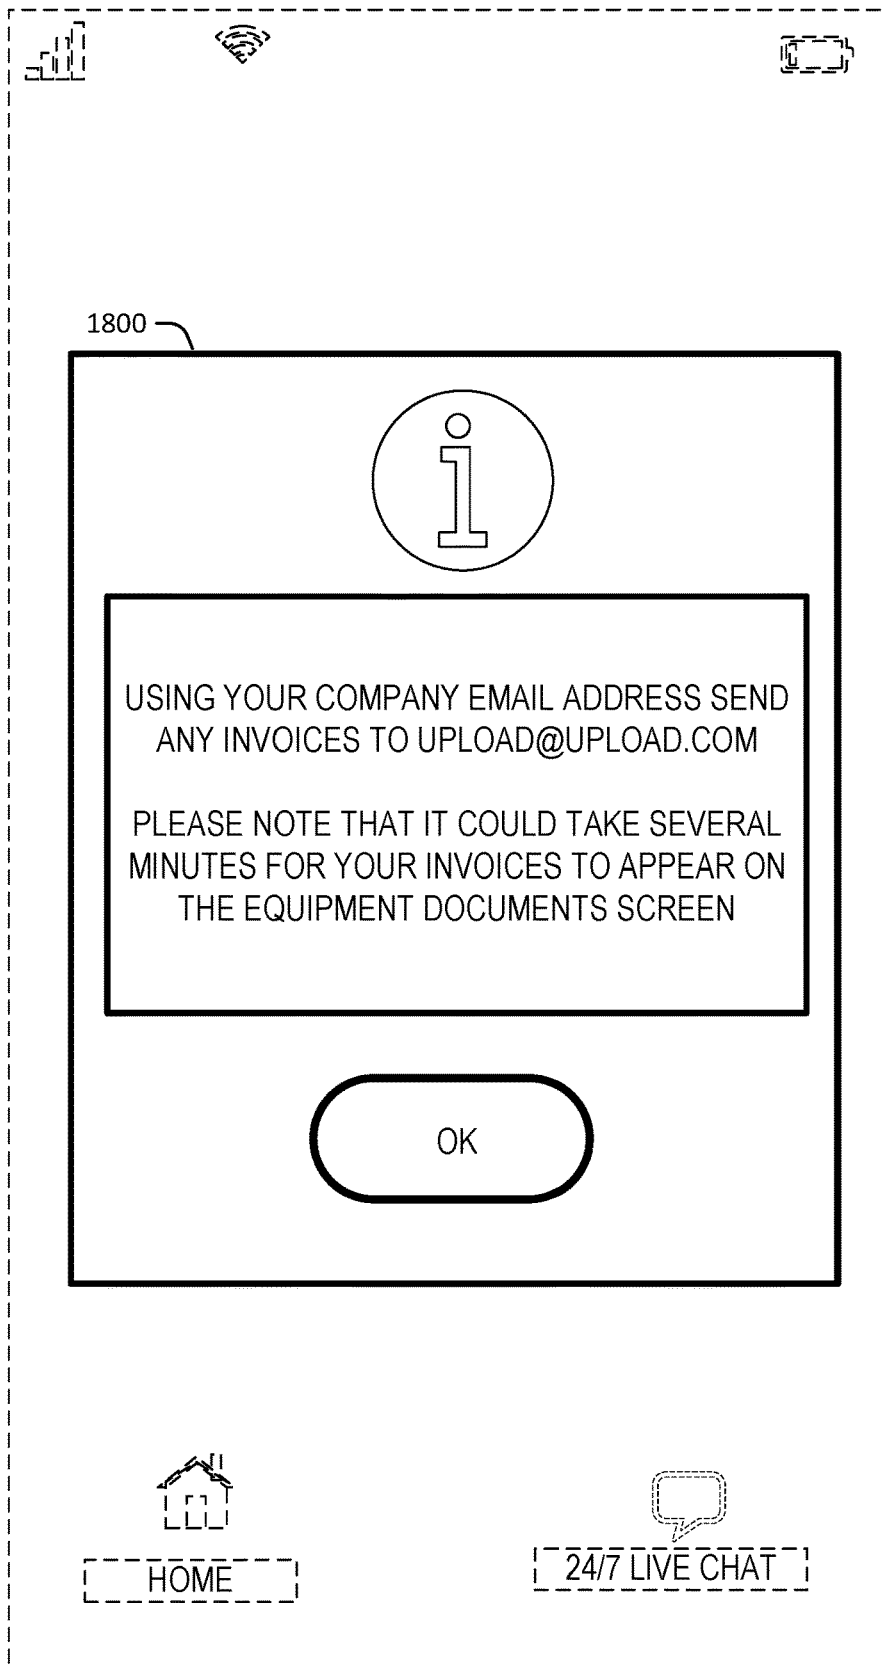 1800
i
USING YOUR COMPANY EMAIL ADDRESS SEND
ANY INVOICES TO UPLOAD@UPLOAD.COM
PLEASE NOTE THAT IT COULD TAKE SEVERAL
MINUTES FOR YOUR INVOICES TO APPEAR ON
THE EQUIPMENT DOCUMENTS SCREEN
OK
HOME
24/7 LIVE CHAT